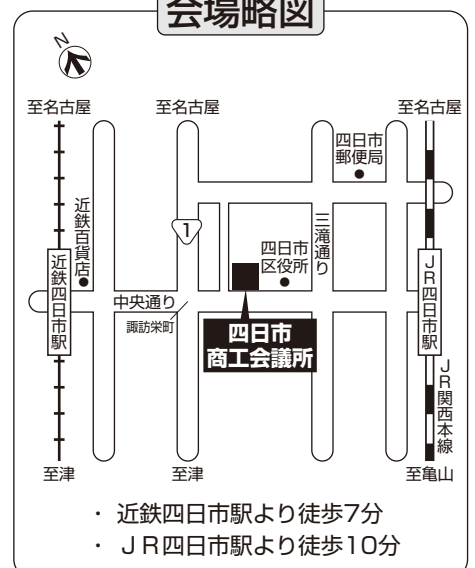 会場略図
N
至名古屋
至名古屋
至名古屋
四日市
郵便局
近鉄百貨店
1
三滝通り
四日市
区役所
近鉄四日市駅
JR四日市駅
中央通り
諏訪栄町
四日市
商工会議所
JR関西本線
至津
至津
至亀山
・ 近鉄四日市駅より徒歩7分
・ JR四日市駅より徒歩10分